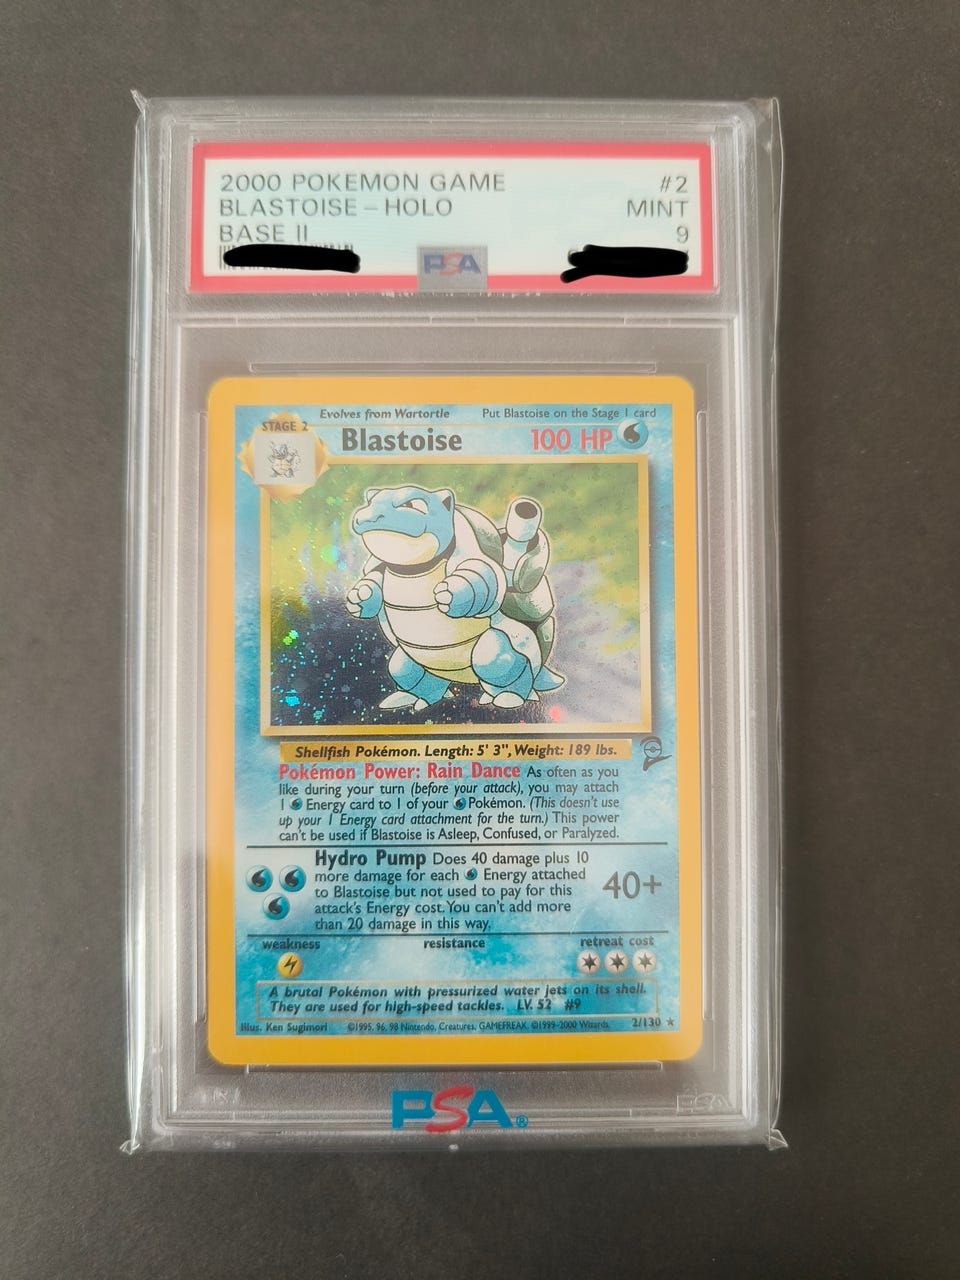 2000 POKEMON GAME #2
BLASTOISE – HOLO MINT
BASE II 9
PSA
Evolves from Wartortle Put Blastoise on the Stage 1 card
STAGE 2
Blastoise 100 HP
Shellfish Pokémon. Length: 5' 3", Weight: 189 lbs.
Pokémon Power: Rain Dance As often as you
like during your turn (before your attack), you may attach
1 Energy card to 1 of your Pokémon. (This doesn't use
up your 1 Energy card attachment for the turn.) This power
can't be used if Blastoise is Asleep, Confused, or Paralyzed.
Hydro Pump Does 40 damage plus 10
more damage for each Energy attached
to Blastoise but not used to pay for this
attack's Energy cost. You can't add more
than 20 damage in this way.
40+
weakness resistance retreat cost
A brutal Pokémon with pressurized water jets on its shell.
They are used for high-speed tackles. LV. 52 #9
Illus. Ken Sugimori ©1995, 96, 98 Nintendo, Creatures, GAMEFREAK. ©1999-2000 Wizards. 2/130 ★
PSA®
PSA